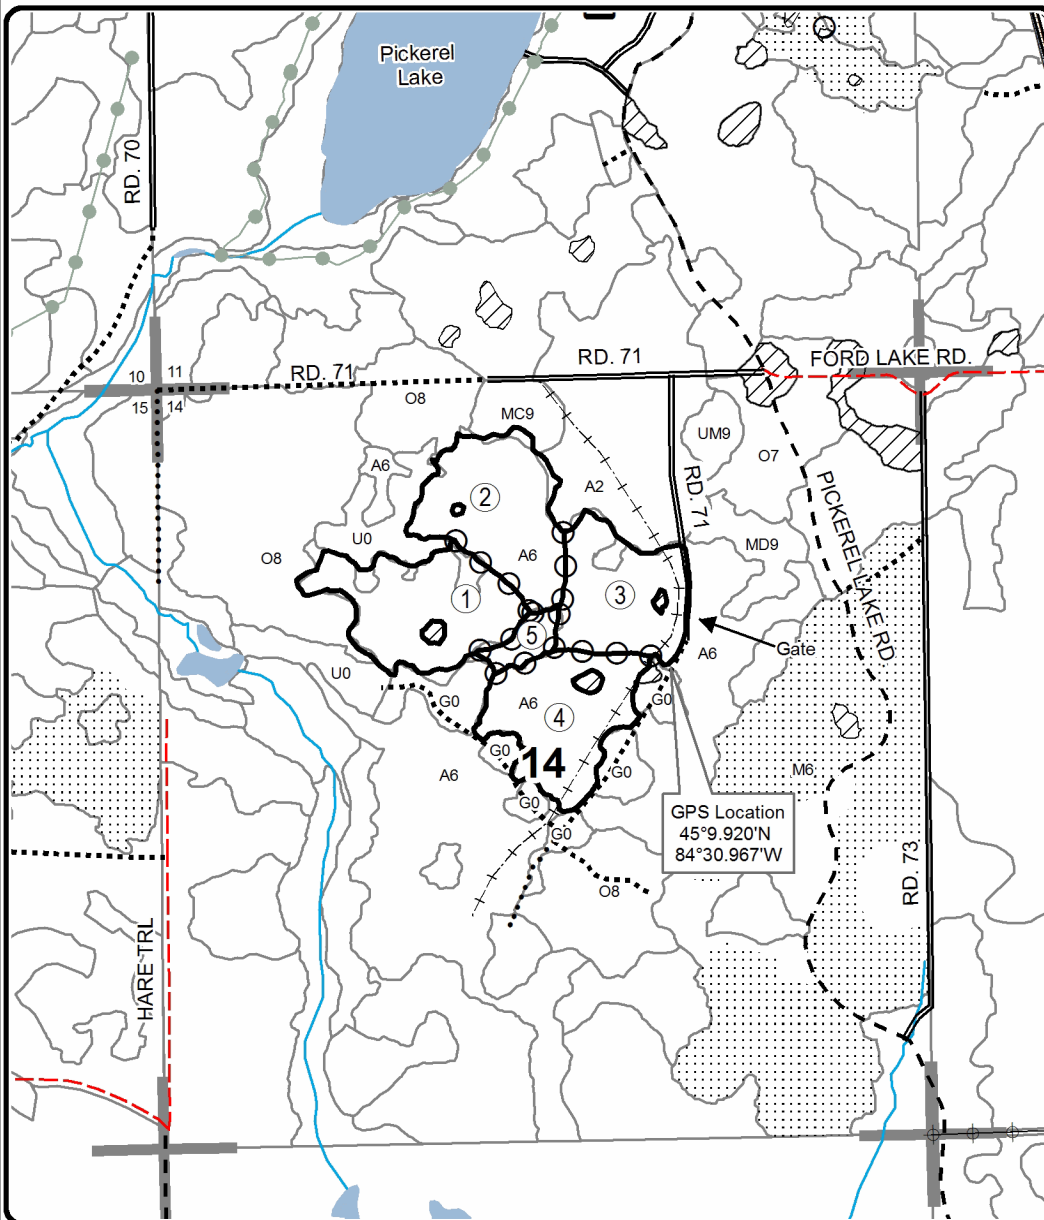 Pickerel
Lake
RD. 70
RD. 71
FORD LAKE RD.
10
11
RD. 71
15
14
O8
MC9
UM9
O7
A6
A2
RD. 71
PICKEREL LAKE RD
2
U0
MD9
O8
A6
1
3
5
Gate
A6
U0
G0
A6
4
G0
G0
14
A6
G0
M6
G0
G0
GPS Location
45°9.920'N
84°30.967'W
O8
RD. 73
HARE TRL